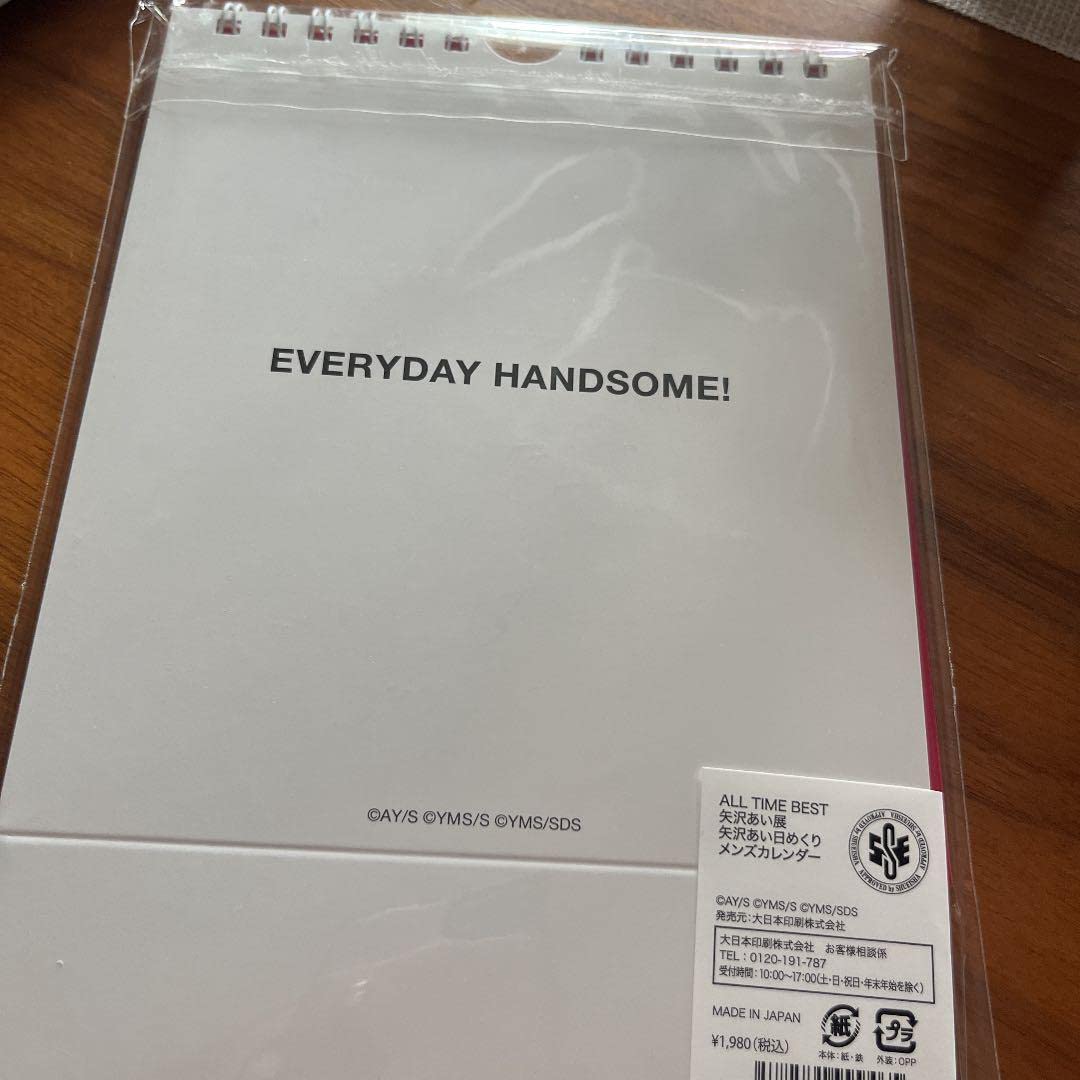 EVERYDAY HANDSOME!
©AY/S ©YMS/S ©YMS/SDS
ALL TIME BEST
矢沢あい展
矢沢あい日めくり
メンズカレンダー
APPROVED by SHUEISHA
©AY/S ©YMS/S ©YMS/SDS
発売元:大日本印刷株式会社
大日本印刷株式会社 お客様相談係
TEL:0120-191-787
受付時間:10:00〜17:00(土・日・祝日・年末年始を除く)
MADE IN JAPAN
紙
プラ
¥1,980(税込)
本体:紙・鉄
外装:OPP